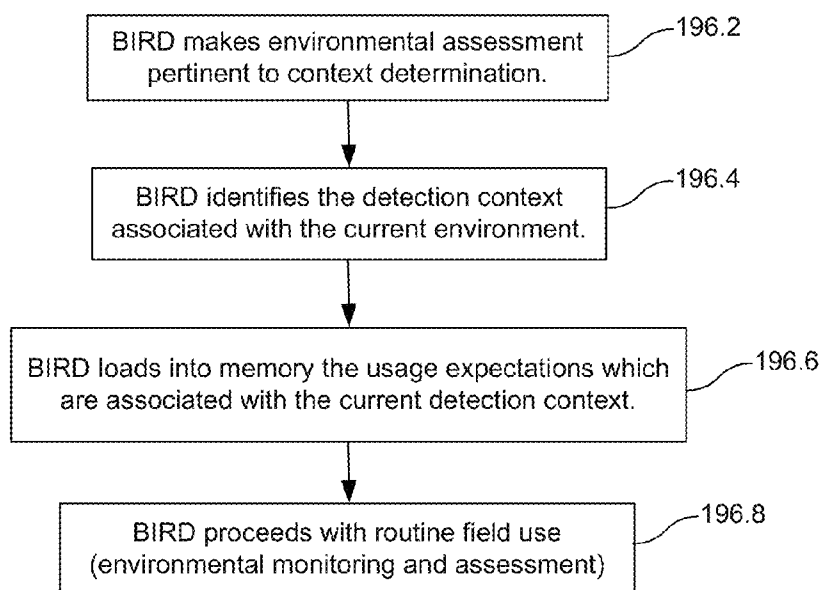 BIRD makes environmental assessment
pertinent to context determination.
196.2
BIRD identifies the detection context
associated with the current environment.
196.4
BIRD loads into memory the usage expectations which
are associated with the current detection context.
196.6
BIRD proceeds with routine field use
(environmental monitoring and assessment)
196.8